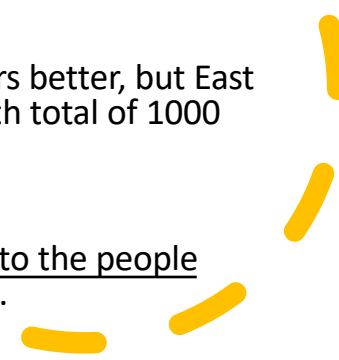 rs better, but East
th total of 1000
to the people
.